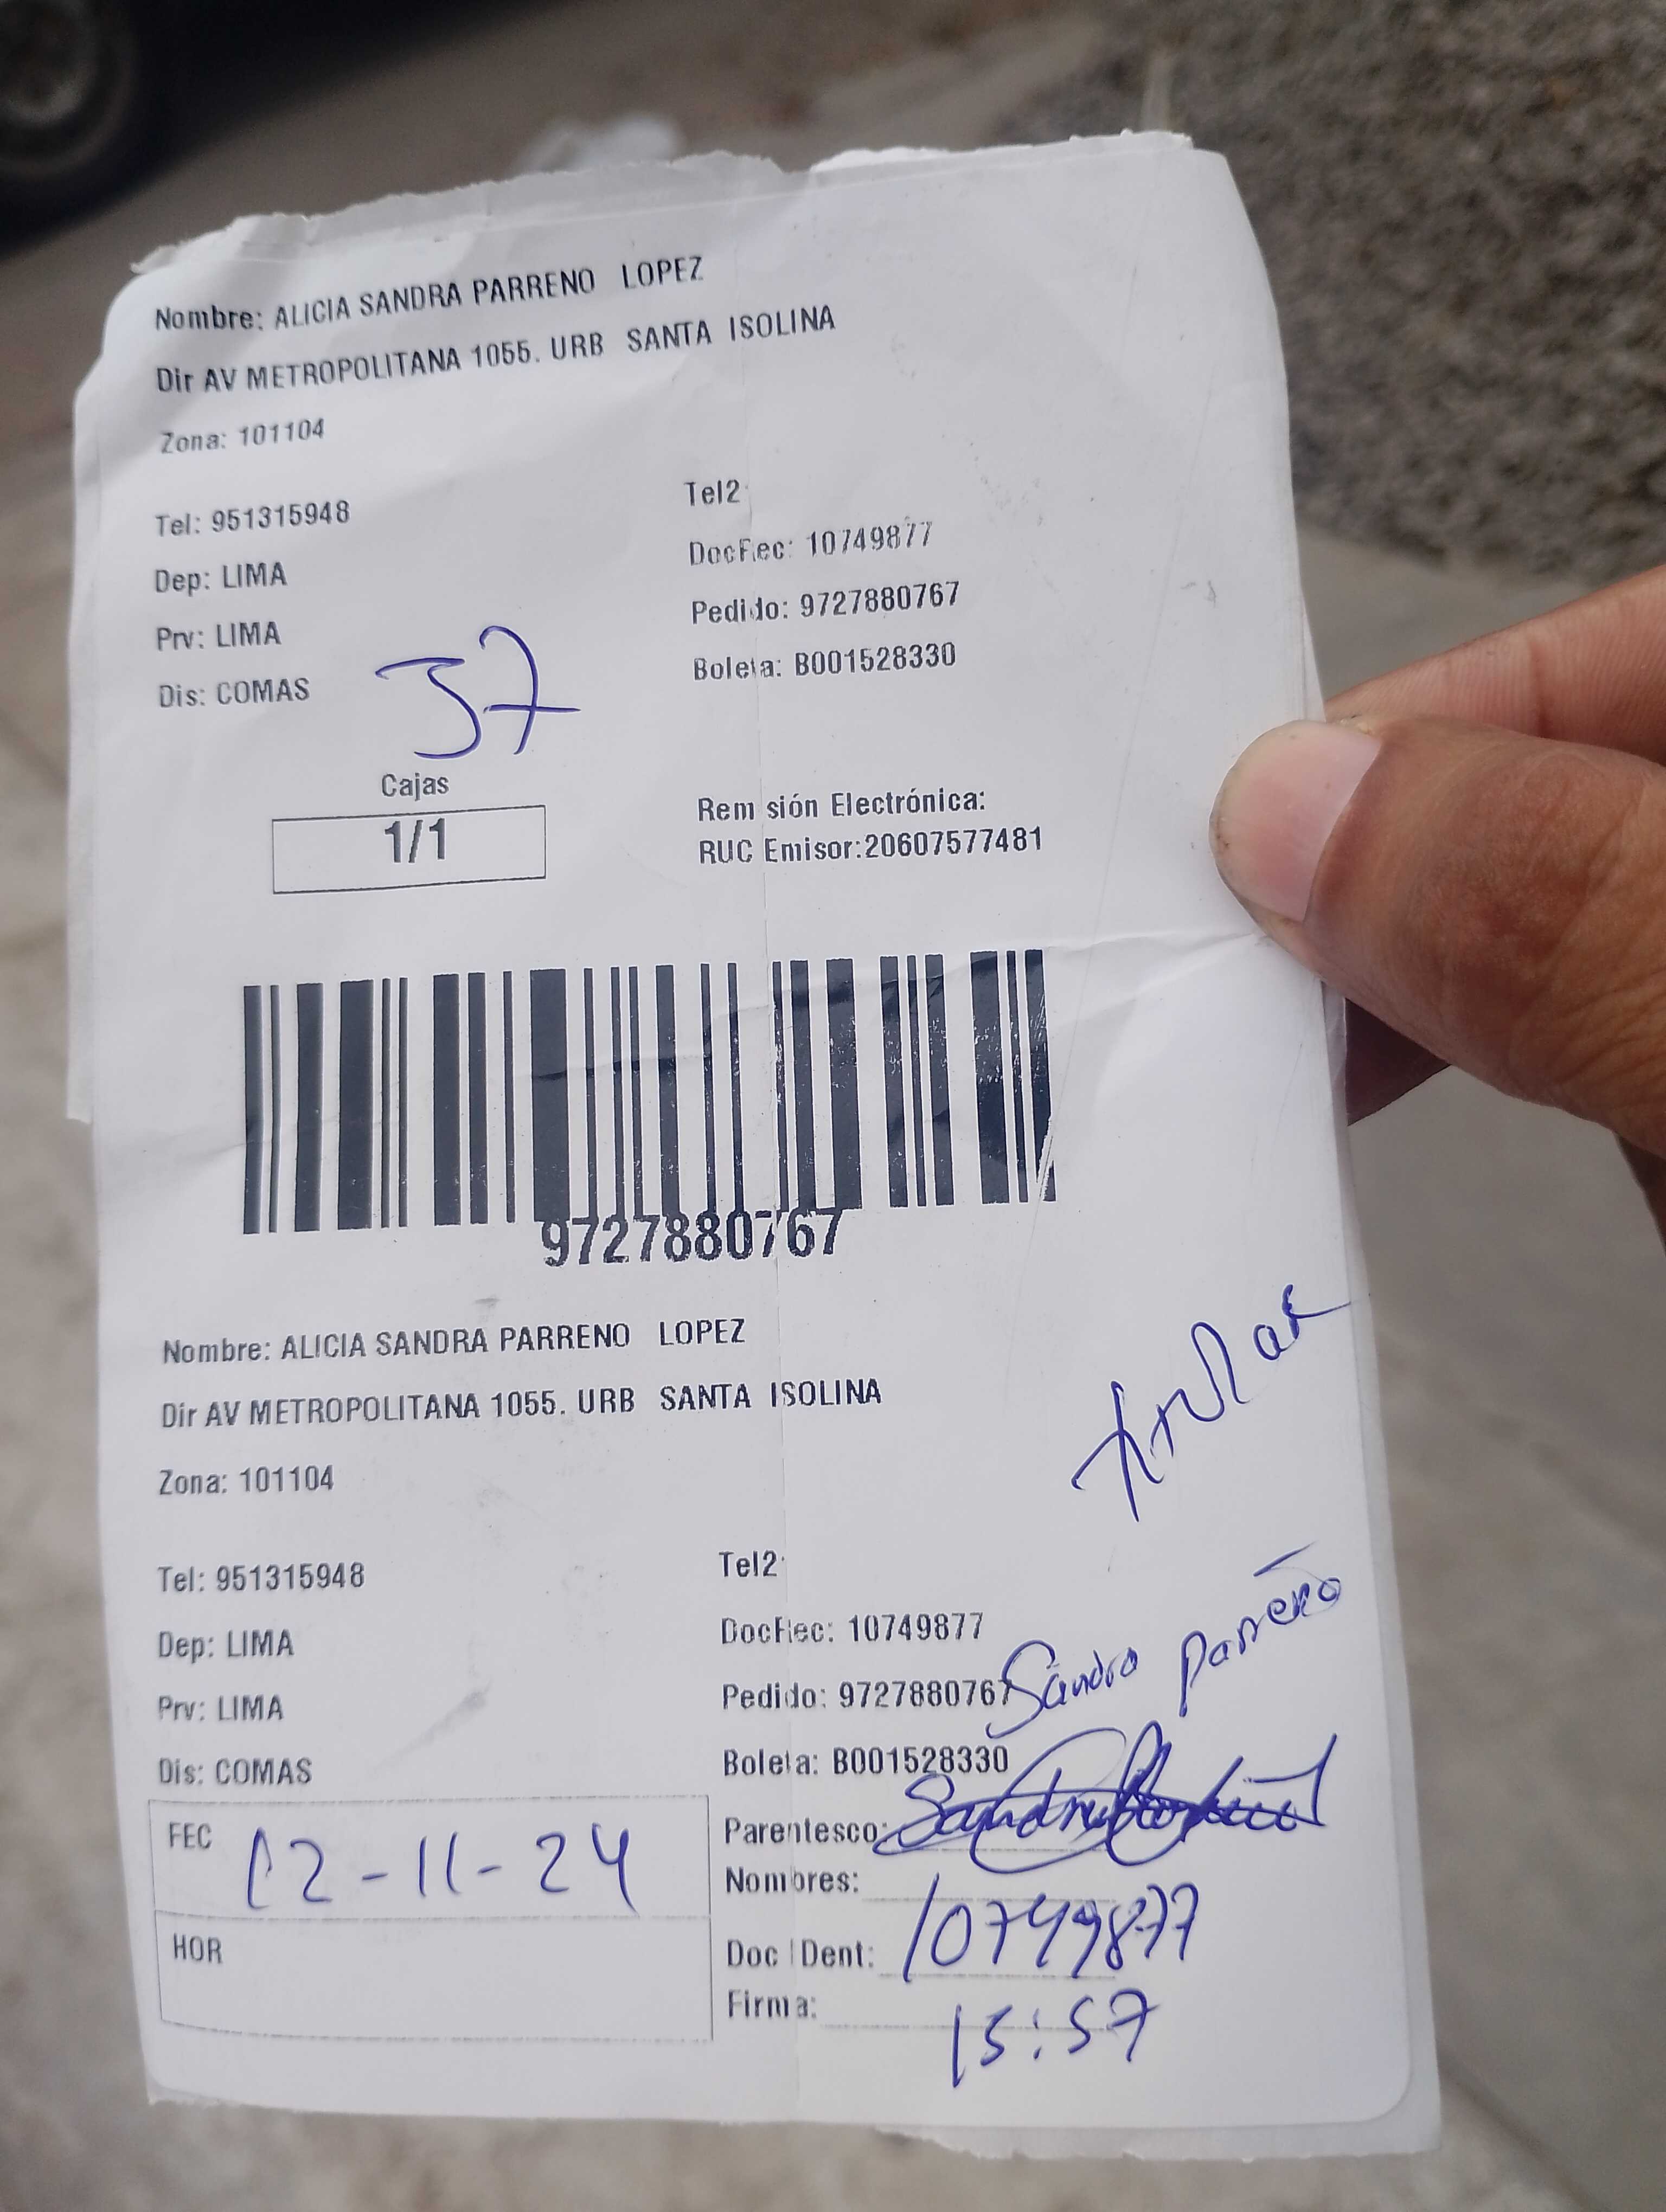 Nombre: ALICIA SANDRA PARRENO LOPEZ
Dir AV METROPOLITANA 1055. URB SANTA ISOLINA
Zona: 101104
Tel: 951315948
Tel2
Dep: LIMA
DocRec: 10749877
Prv: LIMA
Pedido: 9727880767
Dis: COMAS
Boleta: B001528330
37
Cajas
1/1
Remisión Electrónica:
RUC Emisor:20607577481
9727880767
Nombre: ALICIA SANDRA PARRENO LOPEZ
Dir AV METROPOLITANA 1055. URB SANTA ISOLINA
Zona: 101104
Tel: 951315948
Tel2
Dep: LIMA
DocRec: 10749877
Prv: LIMA
Pedido: 9727880767
Sandra Parreño
Dis: COMAS
Boleta: B001528330
FEC 12-11-24
Parentesco:
Nombres:
HOR
Doc IDent: 10749877
Firma:
15:57